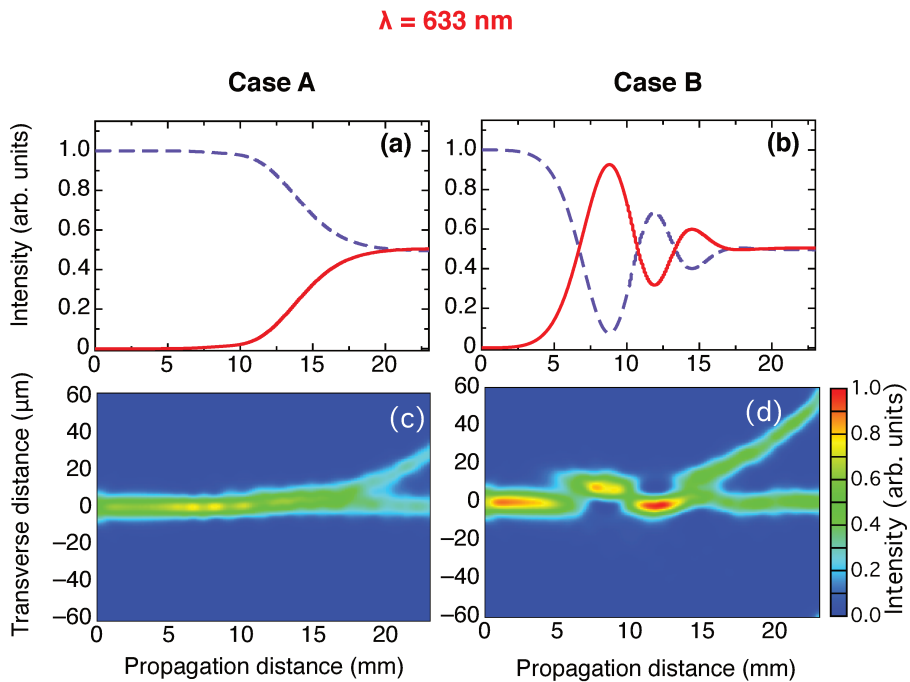 λ = 633 nm
Case A
Case B
Intensity (arb. units)
1.0
0.8
0.6
0.4
0.2
0
(a)
0 5 10 15 20
1.0
0.8
0.6
0.4
0.2
0
(b)
0 5 10 15 20
Transverse distance (µm)
60
40
20
0
−20
−40
−60
(c)
0 5 10 15 20
Propagation distance (mm)
60
40
20
0
−20
−40
−60
(d)
0 5 10 15 20
Propagation distance (mm)
1.0
0.8
0.6
0.4
0.2
0.0
Intensity (arb. units)